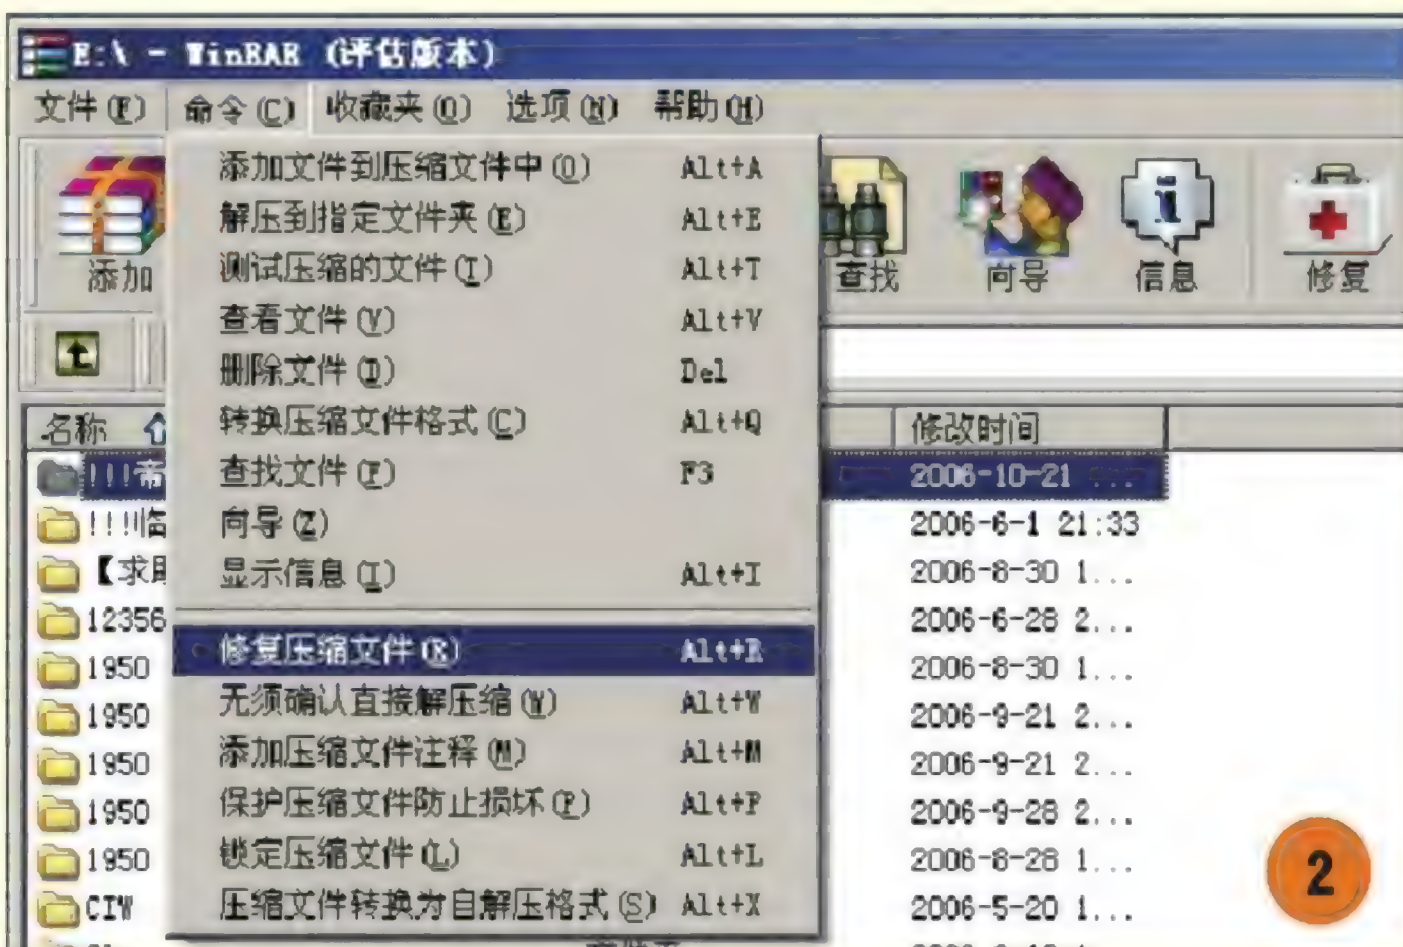 E:\ - WinRAR (评估版本)
文件(F) 命令(C) 收藏夹(O) 选项(N) 帮助(H)
添加 查找 向导 信息 修复
添加文件到压缩文件中(O) Alt+A
解压到指定文件夹(E) Alt+E
测试压缩的文件(T) Alt+T
查看文件(V) Alt+V
删除文件(D) Del
转换压缩文件格式(C) Alt+Q
查找文件(F) F3
向导(Z)
显示信息(I) Alt+I
修复压缩文件(R) Alt+R
无须确认直接解压缩(W) Alt+W
添加压缩文件注释(M) Alt+M
保护压缩文件防止损坏(P) Alt+P
锁定压缩文件(L) Alt+L
压缩文件转换为自解压格式(S) Alt+X
名称 修改时间
!!!帝 2006-10-21 ...
!!!临 2006-6-1 21:33
【求助 2006-8-30 1...
12356 2006-6-28 2...
1950 2006-8-30 1...
1950 2006-9-21 2...
1950 2006-9-21 2...
1950 2006-9-28 2...
1950 2006-8-28 1...
CIW 2006-5-20 1...
2